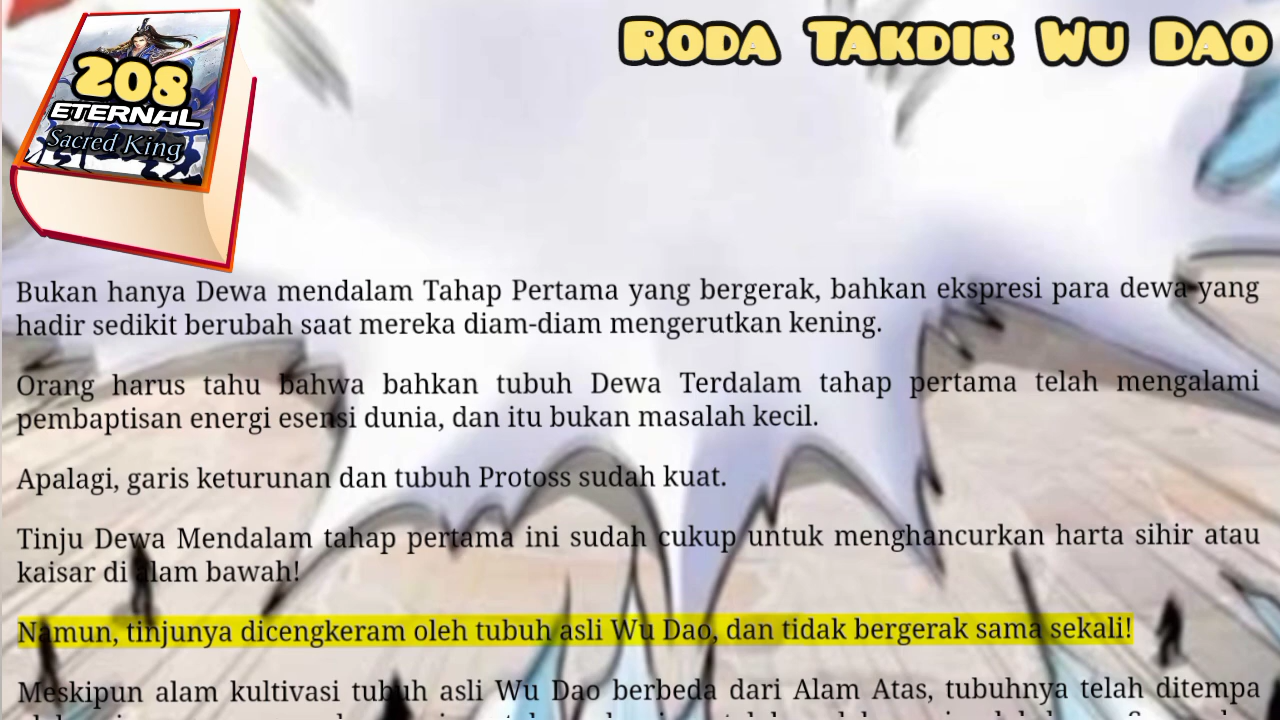 Roda Takdir Wu Dao
208
ETERNAL
Sacred King
Bukan hanya Dewa mendalam Tahap Pertama yang bergerak, bahkan ekspresi para dewa yang
hadir sedikit berubah saat mereka diam-diam mengerutkan kening.
Orang harus tahu bahwa bahkan tubuh Dewa Terdalam tahap pertama telah mengalami
pembaptisan energi esensi dunia, dan itu bukan masalah kecil.
Apalagi, garis keturunan dan tubuh Protoss sudah kuat.
Tinju Dewa Mendalam tahap pertama ini sudah cukup untuk menghancurkan harta sihir atau
kaisar di alam bawah!
Namun, tinjunya dicengkeram oleh tubuh asli Wu Dao, dan tidak bergerak sama sekali!
Meskipun alam kultivasi tubuh asli Wu Dao berbeda dari Alam Atas, tubuhnya telah ditempa